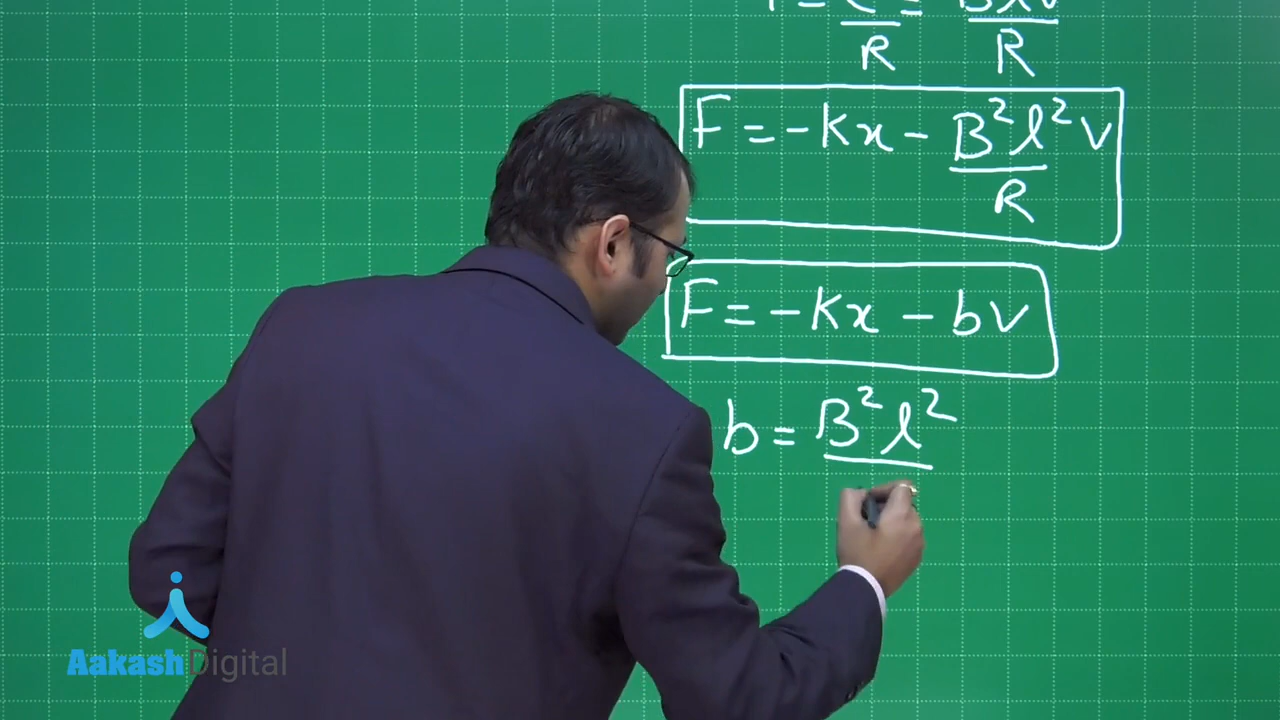 F = -Kx - B²l²v
R
F = -Kx - bv
b = B²l²
Aakash Digital